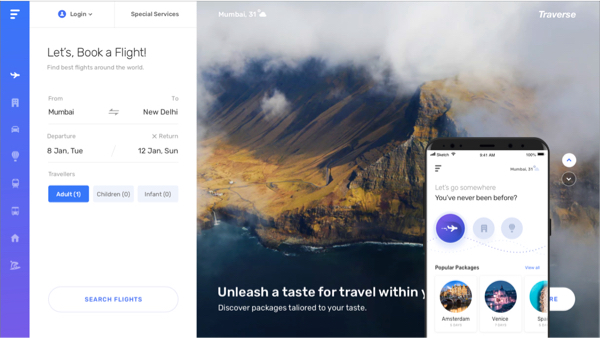 Login
Special Services
Mumbai, 31°
Traverse
Let's, Book a Flight!
Find best flights around the world.
From
To
Mumbai
New Delhi
Departure
Return
8 Jan, Tue
12 Jan, Sun
Travellers
Adult (1)
Children (0)
Infant (0)
SEARCH FLIGHTS
Unleash a taste for travel within y
Discover packages tailored to your taste.
RE
Sketch
9:41 AM
100%
Mumbai, 31°
Let's go somewhere
You've never been before?
Popular Packages
View all
Amsterdam
Venice
Spa